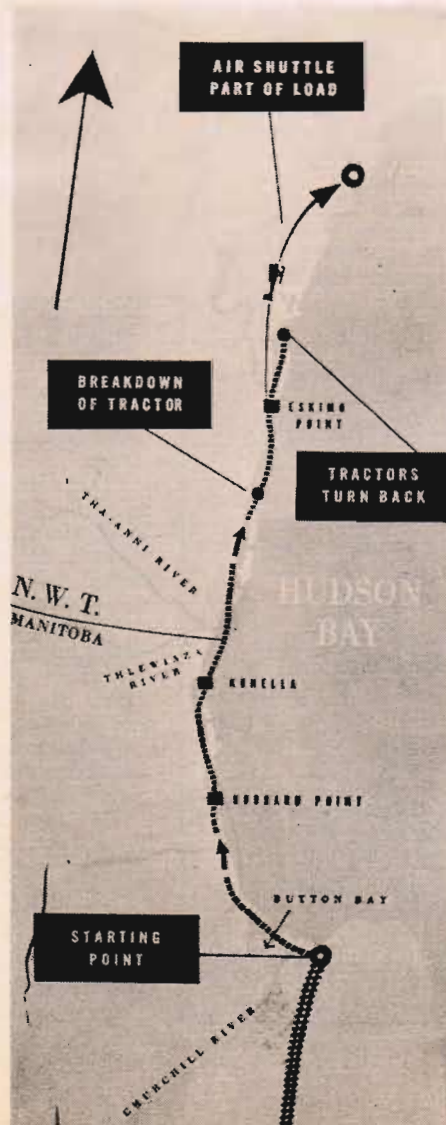 AIR SHUTTLE
PART OF LOAD
BREAKDOWN
OF TRACTOR
ESKIMO
POINT
TRACTORS
TURN BACK
THA-ANNI RIVER
HUDSON
BAY
N. W. T.
MANITOBA
THLEWIAZA
RIVER
HUBBARD POINT
BUTTON BAY
STARTING
POINT
CHURCHILL RIVER